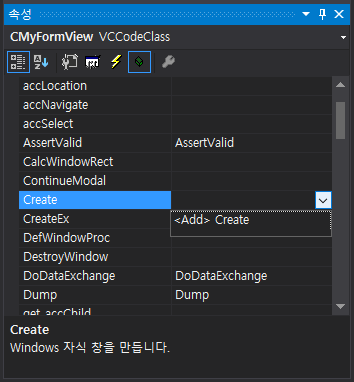 속성
CMyFormView VCCodeClass
accLocation
accNavigate
accSelect
AssertValid AssertValid
CalcWindowRect
ContinueModal
Create
CreateEx <Add> Create
DefWindowProc
DestroyWindow
DoDataExchange DoDataExchange
Dump Dump
get_accChild
Create
Windows 자식 창을 만듭니다.